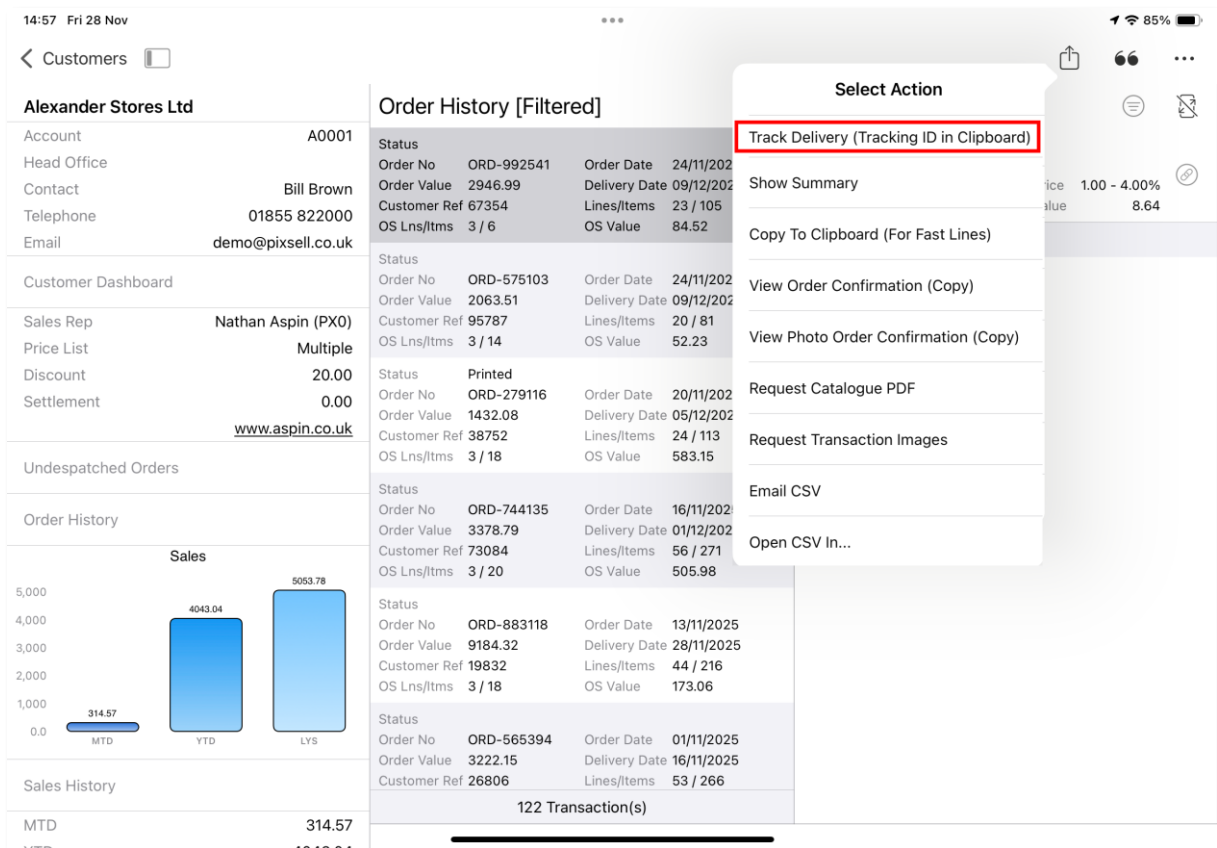 14:57 Fri 28 Nov
85%
Customers
Alexander Stores Ltd
Account A0001
Head Office
Contact Bill Brown
Telephone 01855 822000
Email demo@pixsell.co.uk
Customer Dashboard
Sales Rep Nathan Aspin (PX0)
Price List Multiple
Discount 20.00
Settlement 0.00
www.aspin.co.uk
Undespatched Orders
Order History
Sales
5,000
4,000
3,000
2,000
1,000
0.0
314.57
4043.04
5053.78
MTD YTD LYS
Sales History
MTD 314.57
Order History [Filtered]
Status
Order No ORD-992541 Order Date 24/11/202
Order Value 2946.99 Delivery Date 09/12/202
Customer Ref 67354 Lines/Items 23 / 105
OS Lns/Itms 3 / 6 OS Value 84.52
Status
Order No ORD-575103 Order Date 24/11/202
Order Value 2063.51 Delivery Date 09/12/202
Customer Ref 95787 Lines/Items 20 / 81
OS Lns/Itms 3 / 14 OS Value 52.23
Status Printed
Order No ORD-279116 Order Date 20/11/202
Order Value 1432.08 Delivery Date 05/12/202
Customer Ref 38752 Lines/Items 24 / 113
OS Lns/Itms 3 / 18 OS Value 583.15
Status
Order No ORD-744135 Order Date 16/11/202
Order Value 3378.79 Delivery Date 01/12/202
Customer Ref 73084 Lines/Items 56 / 271
OS Lns/Itms 3 / 20 OS Value 505.98
Status
Order No ORD-883118 Order Date 13/11/2025
Order Value 9184.32 Delivery Date 28/11/2025
Customer Ref 19832 Lines/Items 44 / 216
OS Lns/Itms 3 / 18 OS Value 173.06
Status
Order No ORD-565394 Order Date 01/11/2025
Order Value 3222.15 Delivery Date 16/11/2025
Customer Ref 26806 Lines/Items 53 / 266
122 Transaction(s)
Select Action
Track Delivery (Tracking ID in Clipboard)
Show Summary
Copy To Clipboard (For Fast Lines)
View Order Confirmation (Copy)
View Photo Order Confirmation (Copy)
Request Catalogue PDF
Request Transaction Images
Email CSV
Open CSV In...
rice 1.00 - 4.00%
alue 8.64